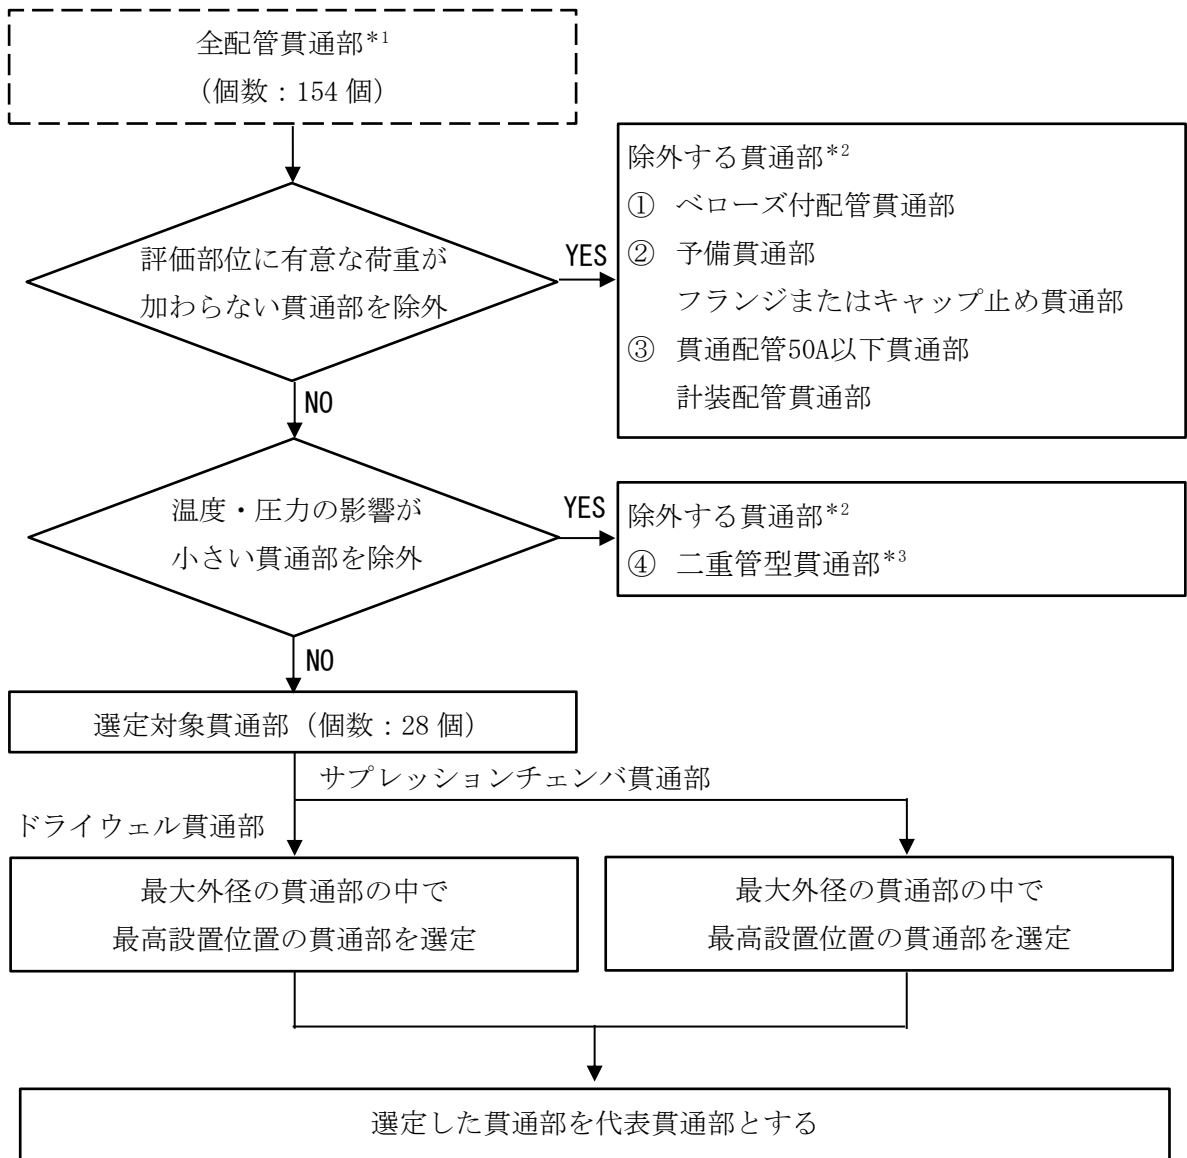 全配管貫通部*1
（個数：154 個）
除外する貫通部*2
① ベローズ付配管貫通部
② 予備貫通部
フランジまたはキャップ止め貫通部
③ 貫通配管50A以下貫通部
計装配管貫通部
評価部位に有意な荷重が
加わらない貫通部を除外
YES
NO
温度・圧力の影響が
小さい貫通部を除外
YES
除外する貫通部*2
④ 二重管型貫通部*3
NO
選定対象貫通部（個数：28 個）
サプレッションチェンバ貫通部
ドライウェル貫通部
最大外径の貫通部の中で
最高設置位置の貫通部を選定
最大外径の貫通部の中で
最高設置位置の貫通部を選定
選定した貫通部を代表貫通部とする